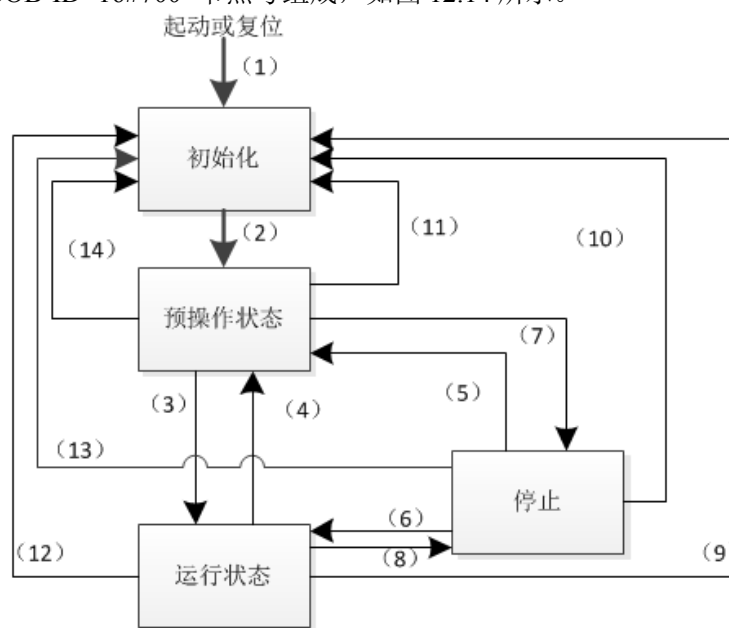 起动或复位
（1）
初始化
（2）
（11）
（10）
（14）
预操作状态
（7）
（3）
（4）
（5）
（13）
停止
（6）
（12）
（8）
（9
运行状态